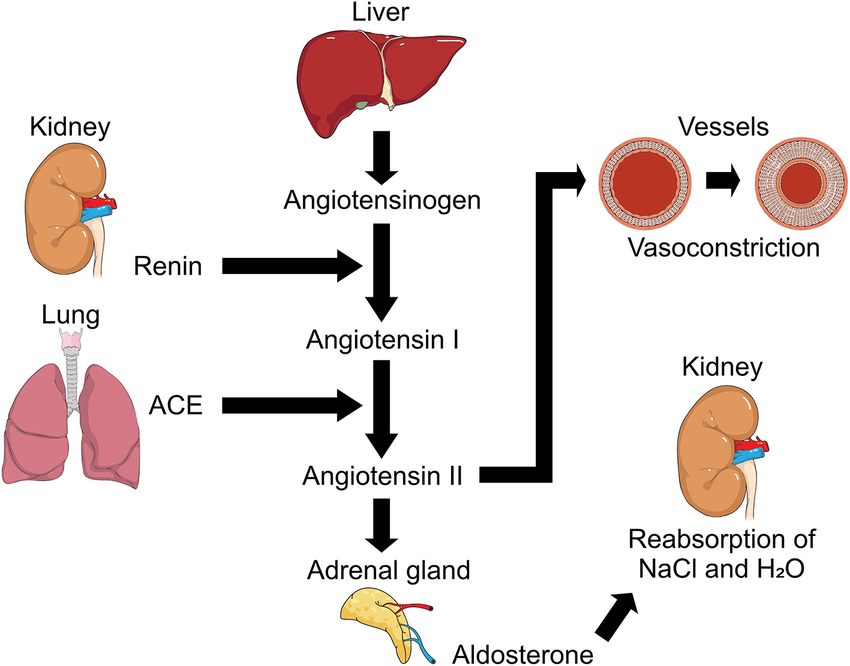 Liver
Kidney
Angiotensinogen
Renin
Lung
Angiotensin I
ACE
Angiotensin II
Adrenal gland
Aldosterone
Vessels
Vasoconstriction
Kidney
Reabsorption of
NaCl and H₂O